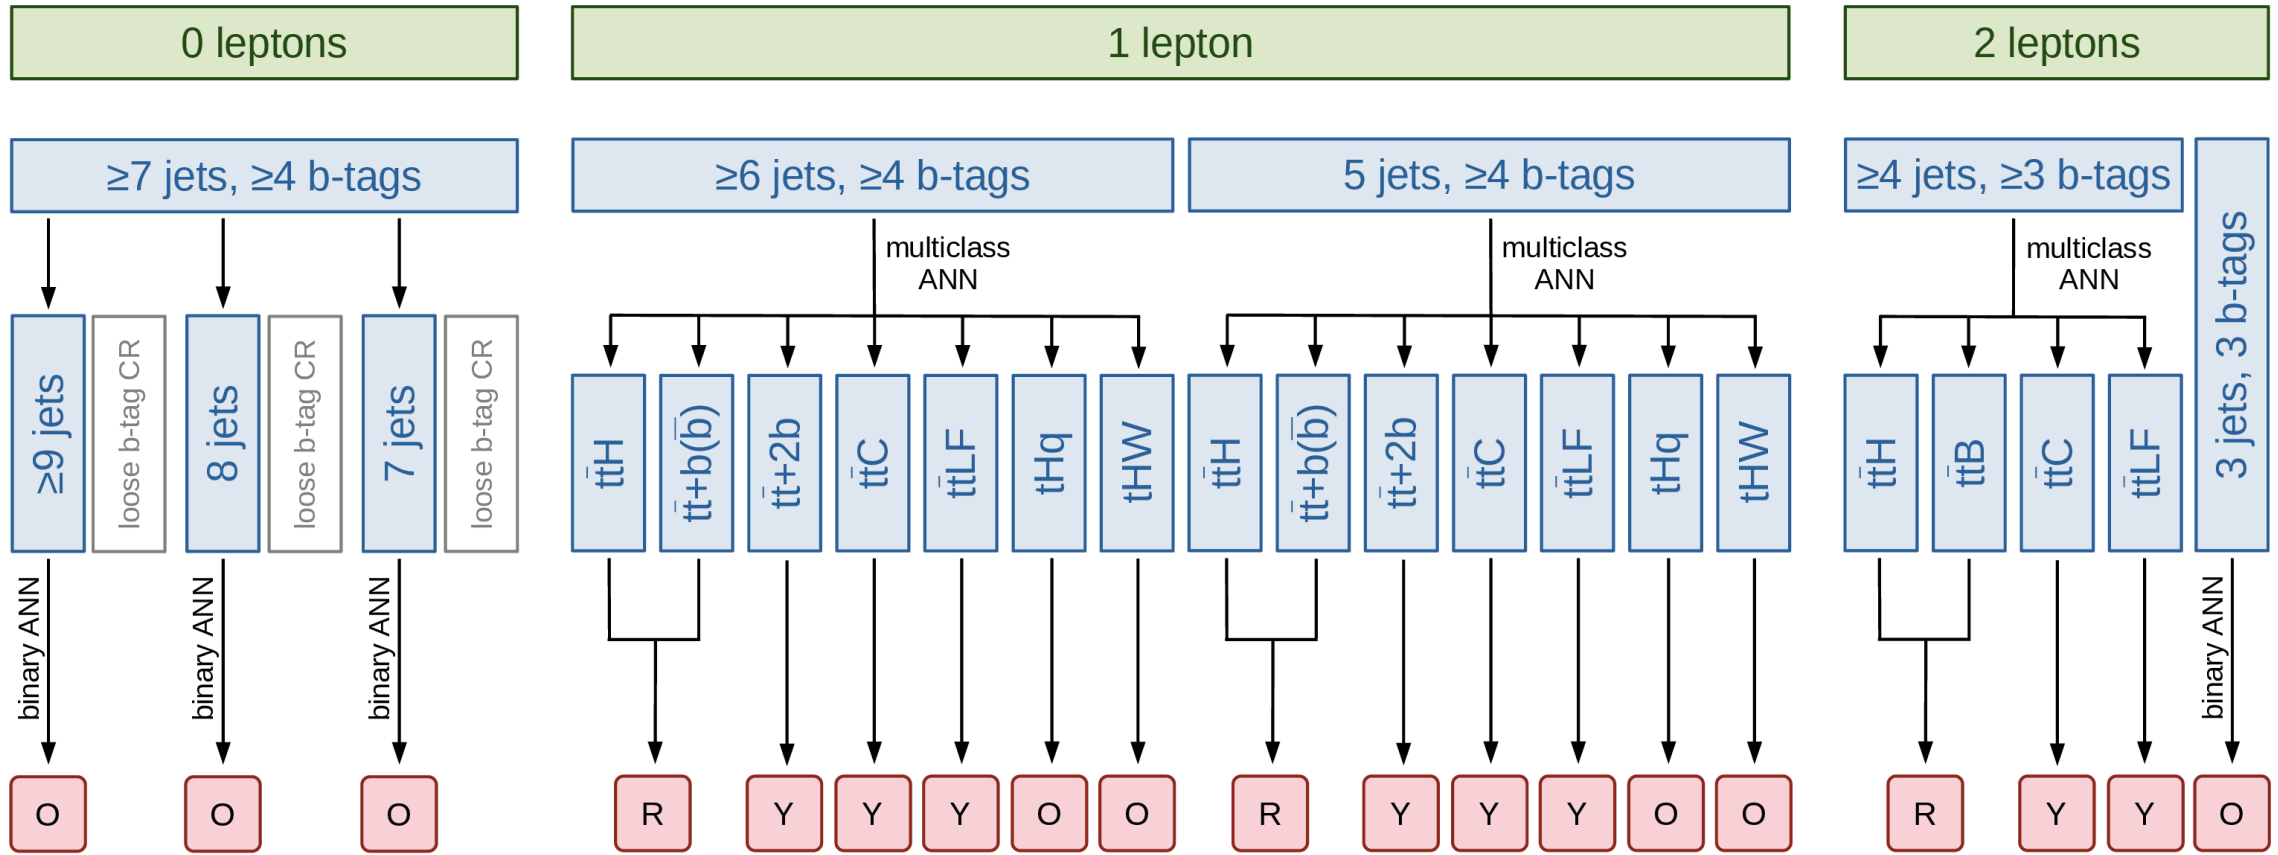 0 leptons
1 lepton
2 leptons
≥7 jets, ≥4 b-tags
≥6 jets, ≥4 b-tags
5 jets, ≥4 b-tags
≥4 jets, ≥3 b-tags
3 jets, 3 b-tags
multiclass
ANN
multiclass
ANN
multiclass
ANN
≥9 jets
loose b-tag CR
8 jets
loose b-tag CR
7 jets
loose b-tag CR
tt̄H
tt̄+b(b̄)
tt̄+2b
tt̄C
tt̄LF
tHq
tHW
tt̄H
tt̄+b(b̄)
tt̄+2b
tt̄C
tt̄LF
tHq
tHW
tt̄H
tt̄B
tt̄C
tt̄LF
binary ANN
binary ANN
binary ANN
binary ANN
O
O
O
R
Y
Y
Y
O
O
R
Y
Y
Y
O
O
R
Y
Y
O